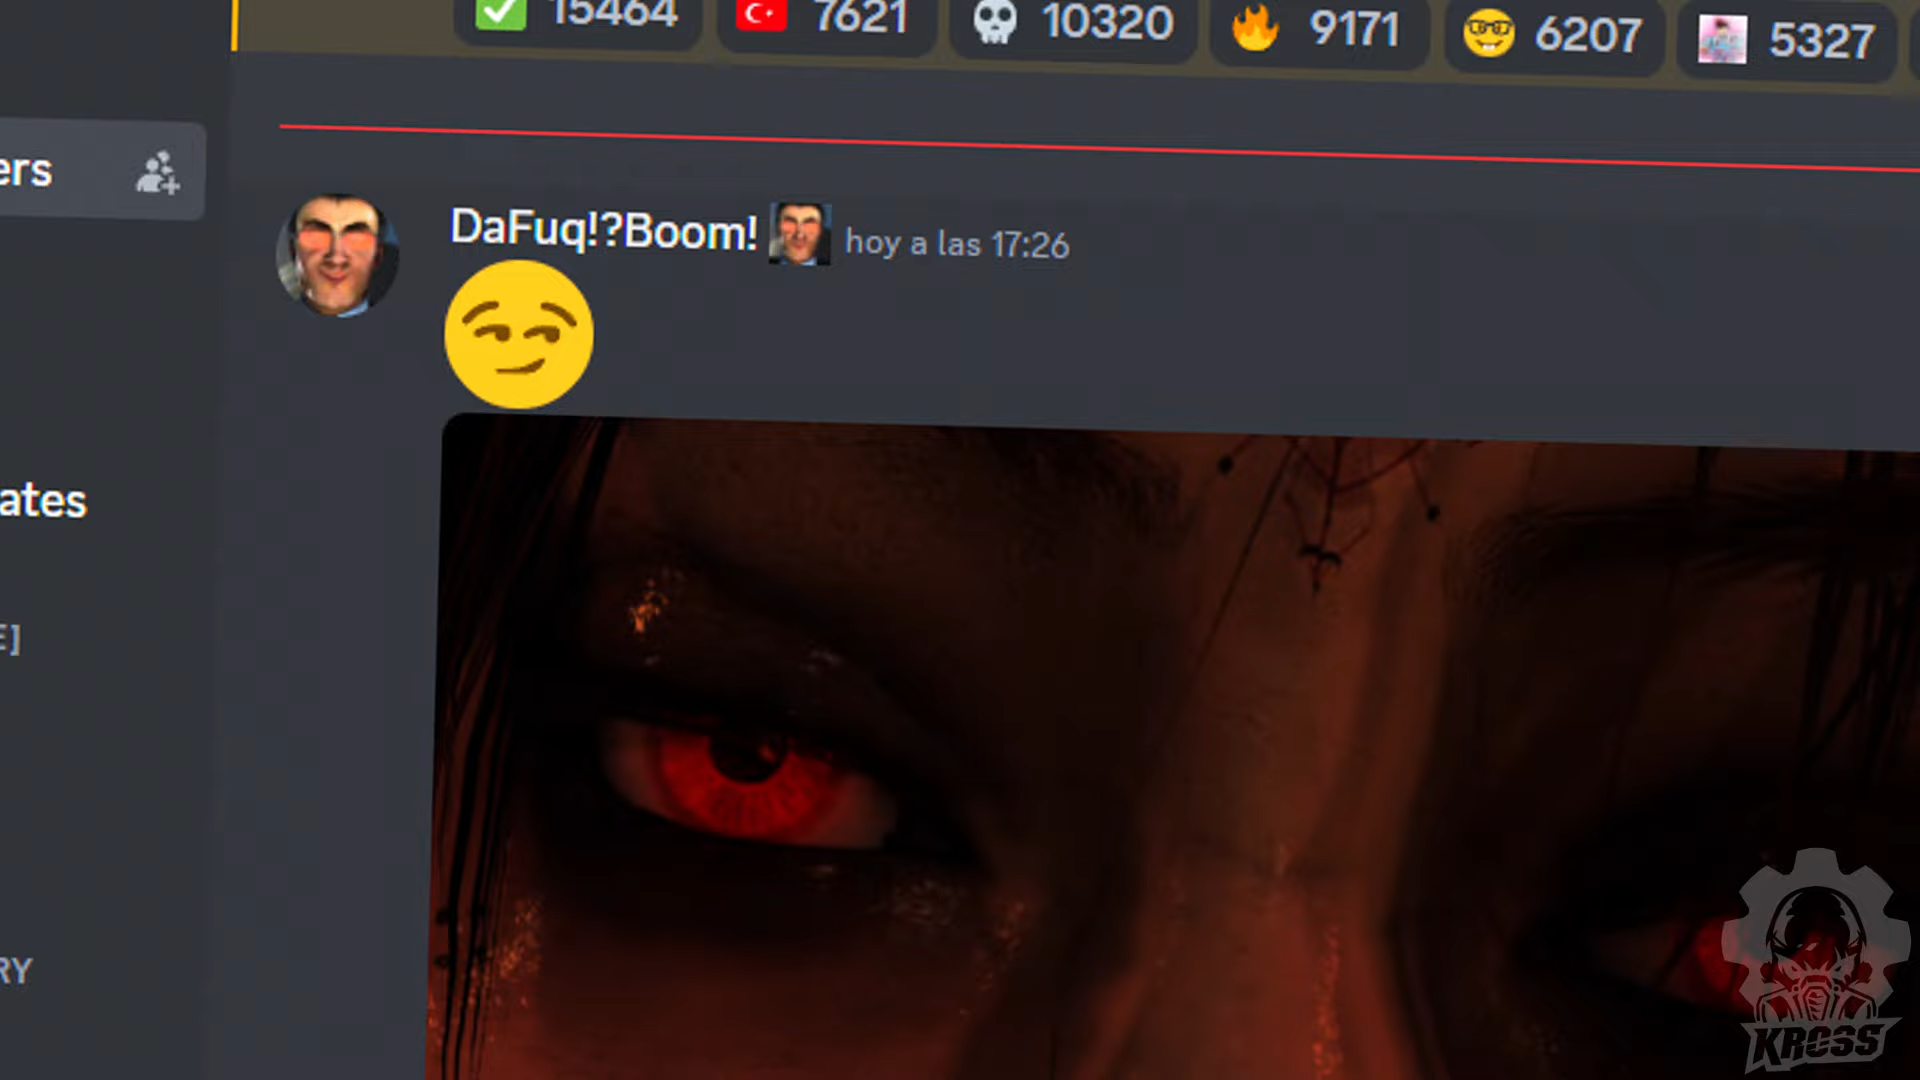 15464 7621 10320 9171 6207 5327
ers
DaFuq!?Boom! hoy a las 17:26
ates
E]
RY
KROSS